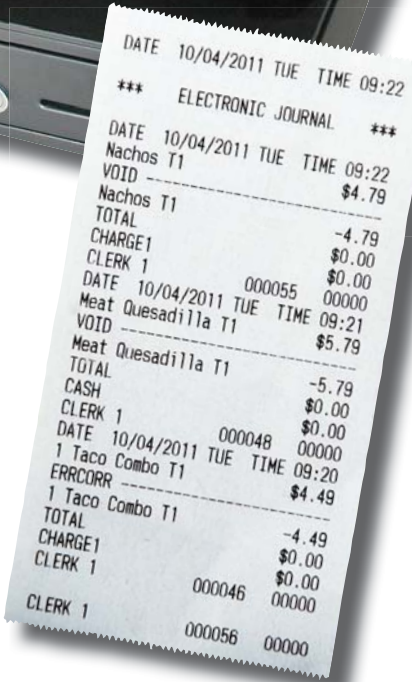 DATE 10/04/2011 TUE TIME 09:22
*** ELECTRONIC JOURNAL ***
DATE 10/04/2011 TUE TIME 09:22
Nachos T1 $4.79
VOID --------------------
Nachos T1 -4.79
TOTAL $0.00
CHARGE1 $0.00
CLERK 1 000055 00000
DATE 10/04/2011 TUE TIME 09:21
Meat Quesadilla T1 $5.79
VOID --------------------
Meat Quesadilla T1 -5.79
TOTAL $0.00
CASH $0.00
CLERK 1 000048 00000
DATE 10/04/2011 TUE TIME 09:20
1 Taco Combo T1 $4.49
ERRCORR --------------------
1 Taco Combo T1 -4.49
TOTAL $0.00
CHARGE1 $0.00
CLERK 1 000046 00000
CLERK 1 000056 00000